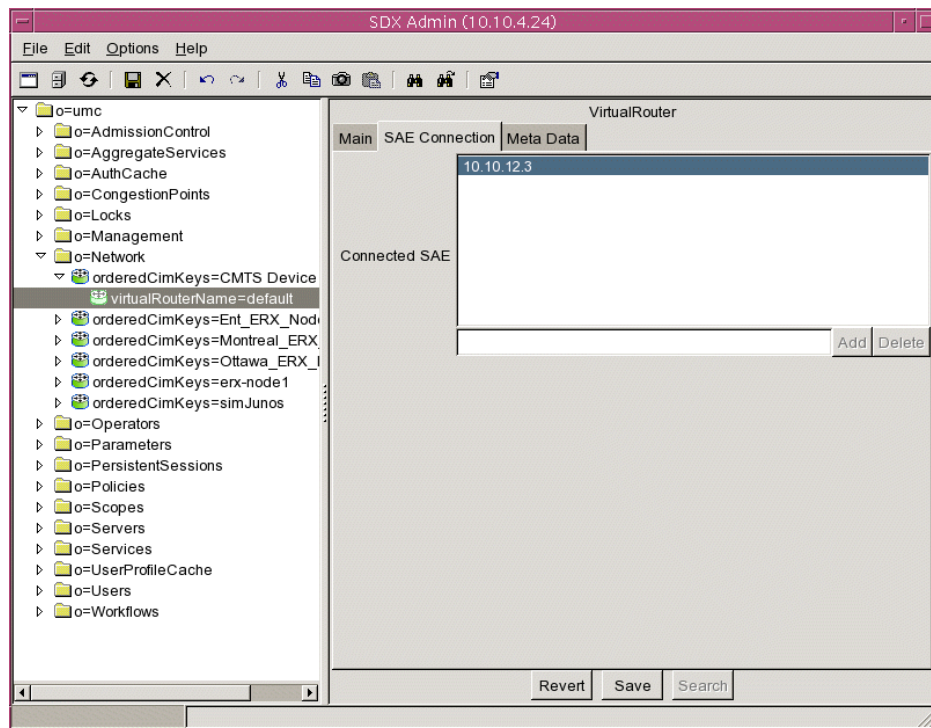 SDX Admin (10.10.4.24)
File Edit Options Help
o=umc
o=AdmissionControl
o=AggregateServices
o=AuthCache
o=CongestionPoints
o=Locks
o=Management
o=Network
orderedCimKeys=CMTS Device
virtualRouterName=default
orderedCimKeys=Ent_ERX_Node
orderedCimKeys=Montreal_ERX_
orderedCimKeys=Ottawa_ERX_
orderedCimKeys=erx-node1
orderedCimKeys=simJunos
o=Operators
o=Parameters
o=PersistentSessions
o=Policies
o=Scopes
o=Servers
o=Services
o=UserProfileCache
o=Users
o=Workflows
VirtualRouter
Main SAE Connection Meta Data
10.10.12.3
Connected SAE
Add Delete
Revert Save Search